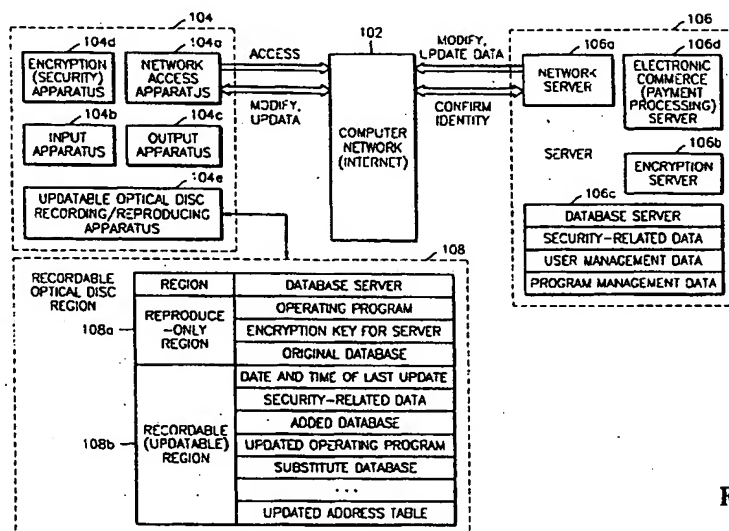 104
104d
104a
ENCRYPTION (SECURITY) APPARATUS
NETWORK ACCESS APPARATUS
104b
104c
INPUT APPARATUS
OUTPUT APPARATUS
104e
UPDATABLE OPTICAL DISC RECORDING/REPRODUCING APPARATUS
ACCESS
MODIFY, UPDATA
102
COMPUTER NETWORK (INTERNET)
MODIFY, UPDATE DATA
CONFIRM IDENTITY
106
106a
106d
NETWORK SERVER
ELECTRONIC COMMERCE (PAYMENT PROCESSING) SERVER
SERVER
106b
ENCRYPTION SERVER
106c
DATABASE SERVER
SECURITY-RELATED DATA
USER MANAGEMENT DATA
PROGRAM MANAGEMENT DATA
108
RECORDABLE OPTICAL DISC REGION
REGION
DATABASE SERVER
108a
REPRODUCE -ONLY REGION
OPERATING PROGRAM
ENCRYPTION KEY FOR SERVER
ORIGINAL DATABASE
108b
RECORDABLE (UPDATABLE) REGION
DATE AND TIME OF LAST UPDATE
SECURITY-RELATED DATA
ADDED DATABASE
UPDATED OPERATING PROGRAM
SUBSTITUTE DATABASE
...
UPDATED ADDRESS TABLE